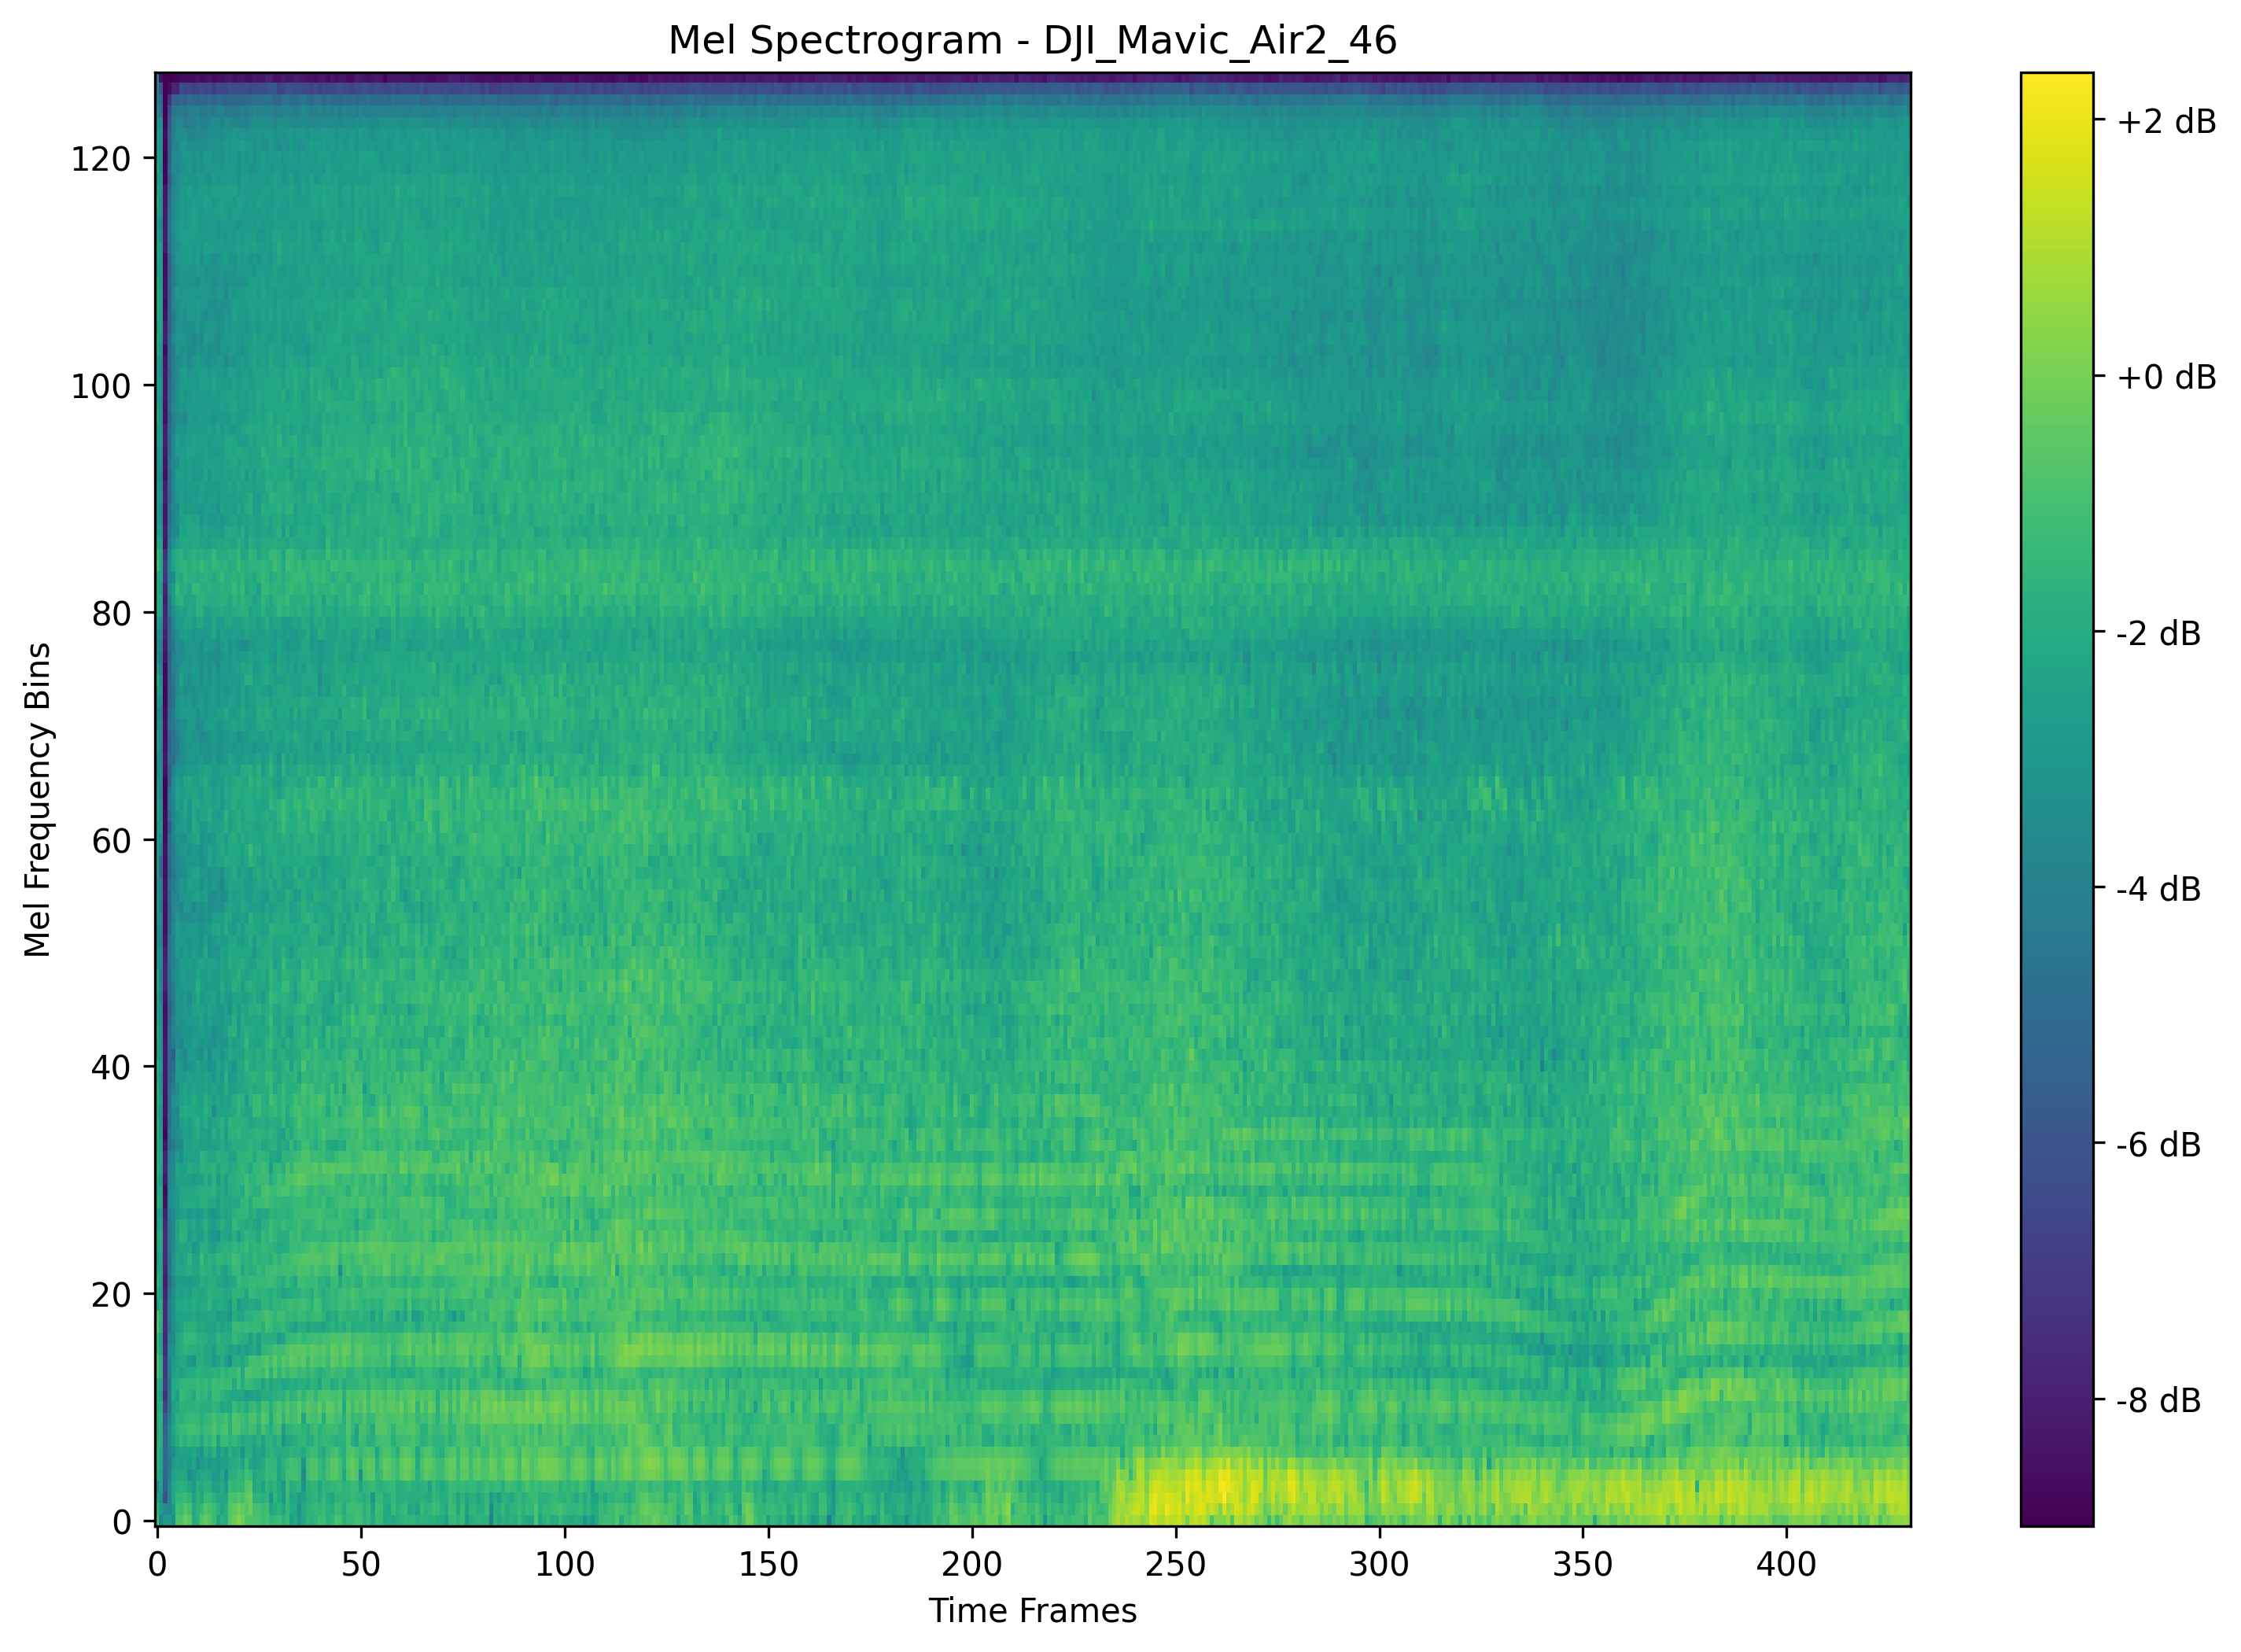 Mel Spectrogram - DJI_Mavic_Air2_46
Mel Frequency Bins
120
100
80
60
40
20
0
0 50 100 150 200 250 300 350 400
Time Frames
+2 dB
+0 dB
-2 dB
-4 dB
-6 dB
-8 dB